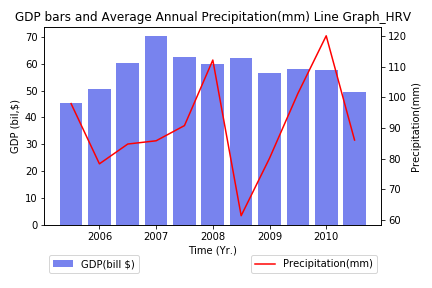 GDP bars and Average Annual Precipitation(mm) Line Graph_HRV
GDP (bil,$)
70
60
50
40
30
20
10
0
120
110
100
90
80
70
60
Precipitation(mm)
2006 2007 2008 2009 2010
Time (Yr.)
GDP(bill $)
Precipitation(mm)